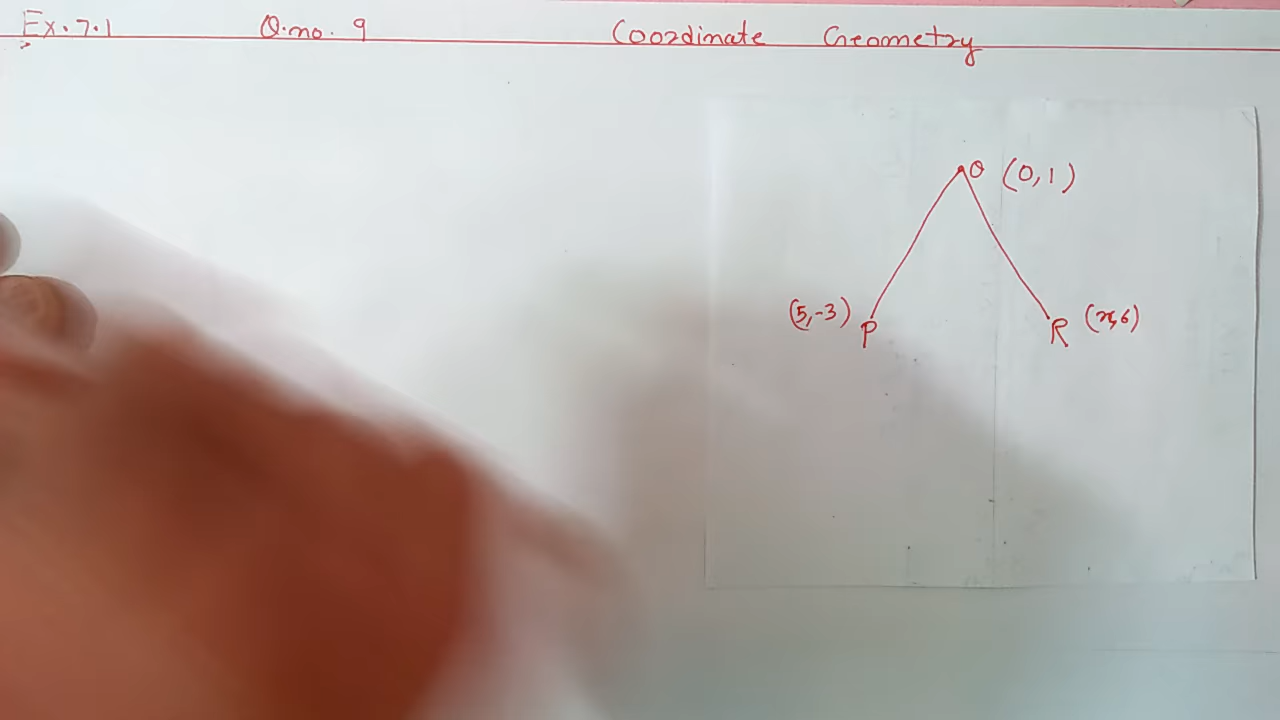 Ex.7.1 Q.no. 9 Coordinate Geometry
Q (0,1)
(5,-3) P R (x,6)